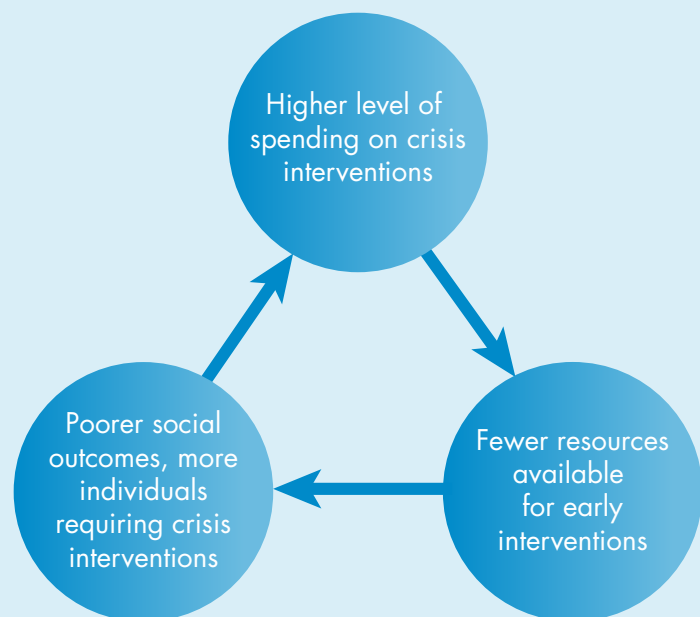 Higher level of
spending on crisis
interventions
Poorer social
outcomes, more
individuals
requiring crisis
interventions
Fewer resources
available
for early
interventions